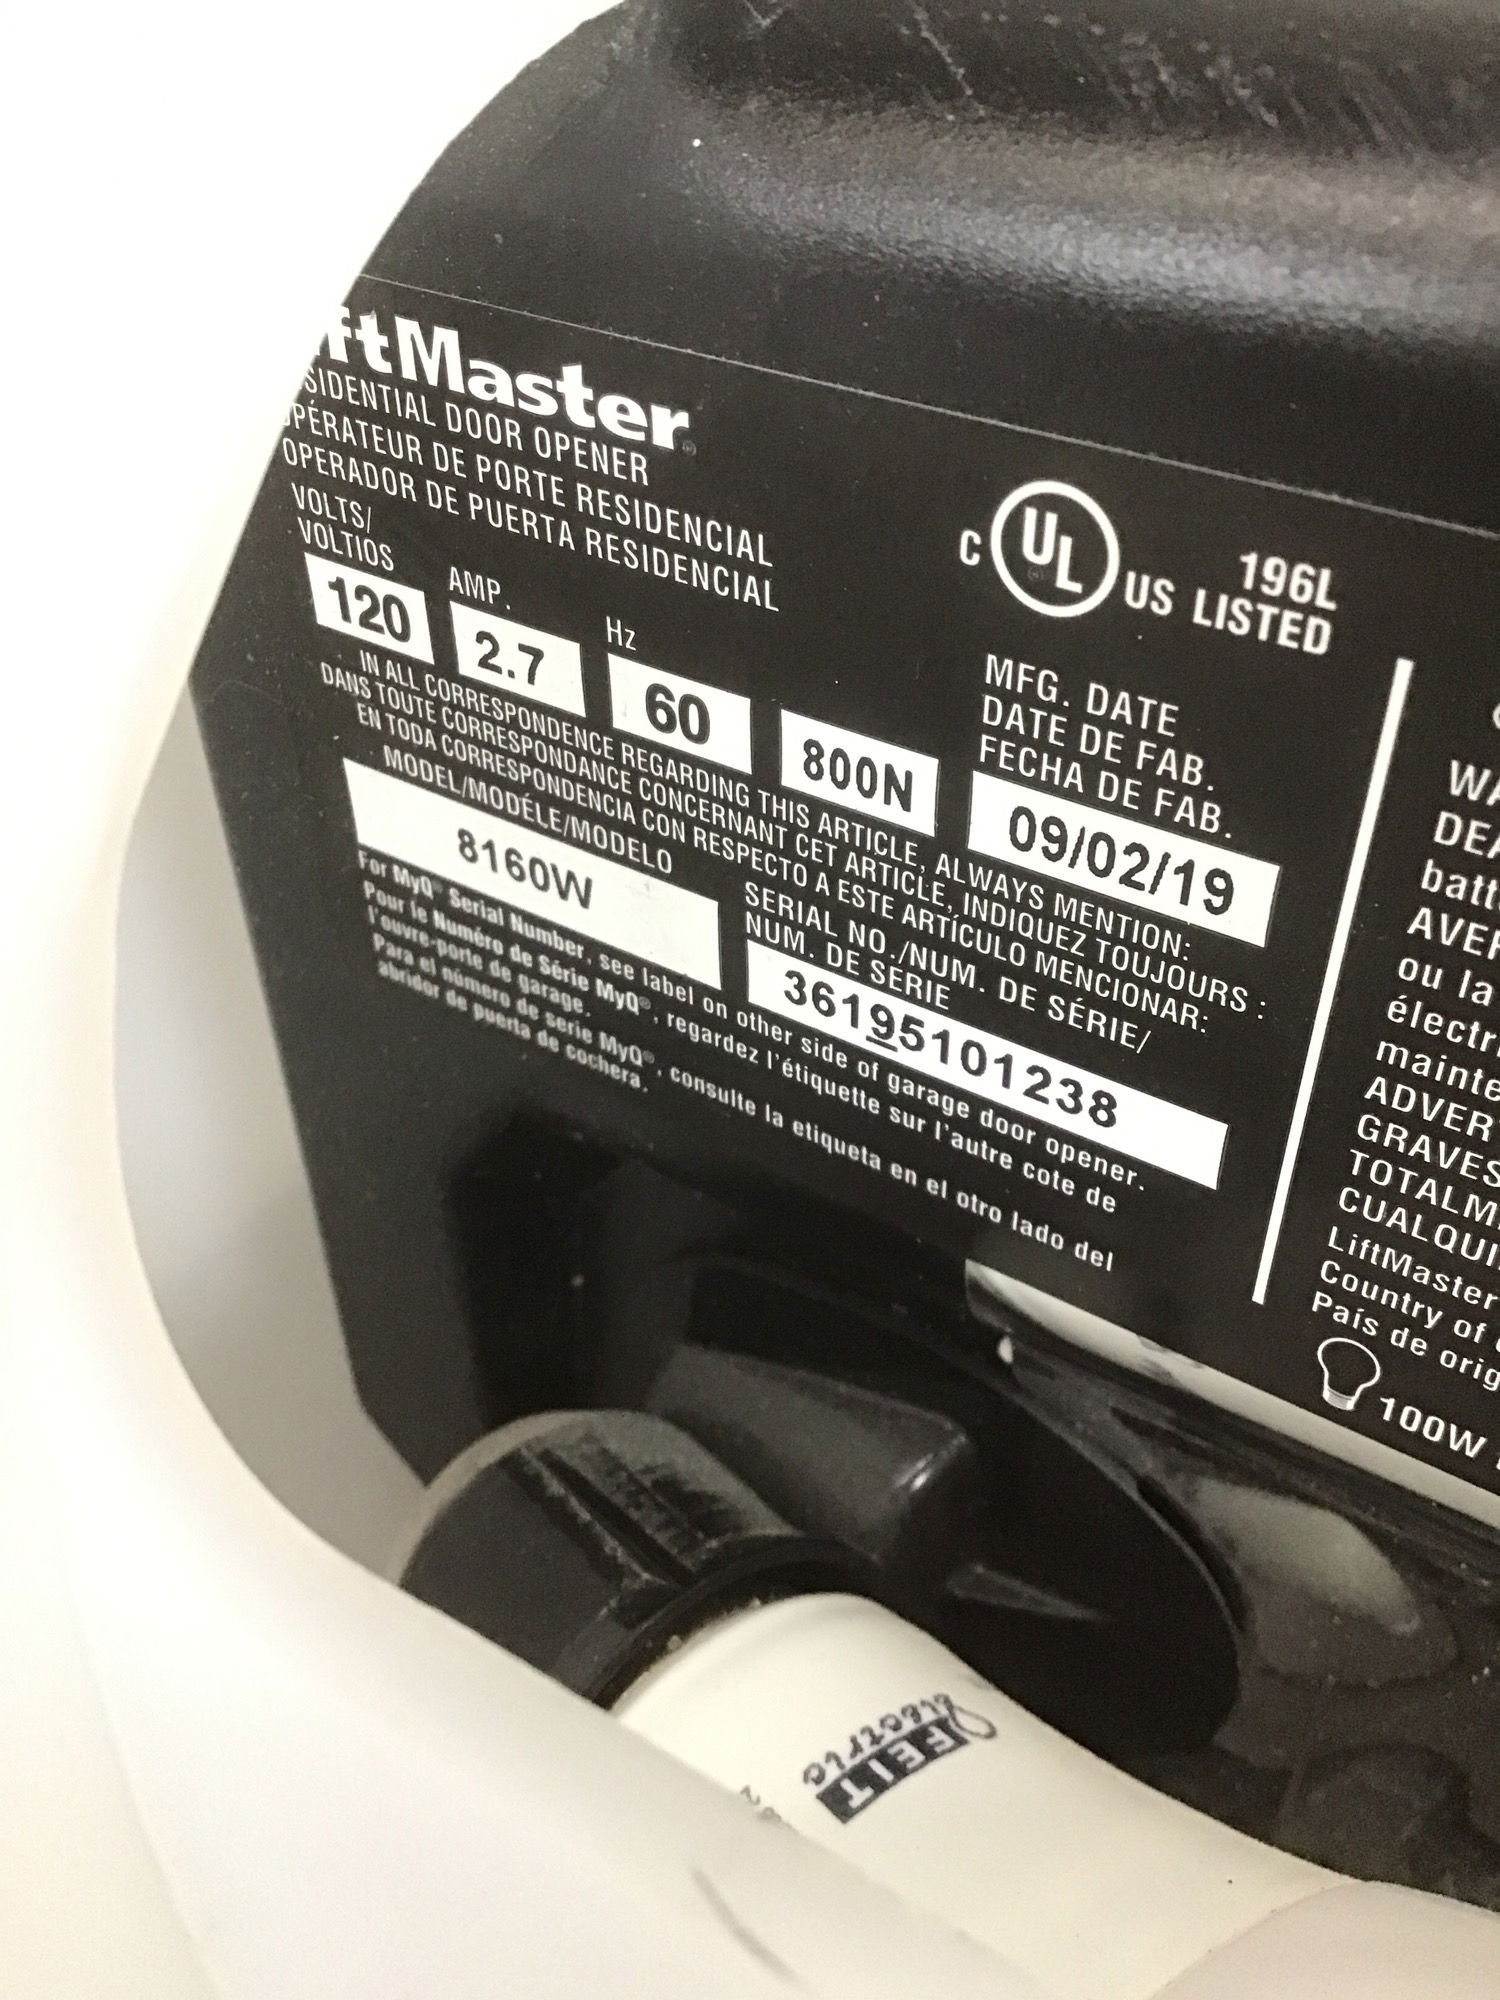 LiftMaster
RESIDENTIAL DOOR OPENER
OPÉRATEUR DE PORTE RESIDENCIAL
OPERADOR DE PUERTA RESIDENCIAL
VOLTS/
VOLTIOS
AMP.
Hz
120
2.7
60
800N
C UL US LISTED
196L
MFG. DATE
DATE DE FAB.
FECHA DE FAB.
09/02/19
IN ALL CORRESPONDENCE REGARDING THIS ARTICLE, ALWAYS MENTION:
DANS TOUTE CORRESPONDANCE CONCERNANT CET ARTICLE, INDIQUEZ TOUJOURS :
EN TODA CORRESPONDENCIA CON RESPECTO A ESTE ARTÍCULO MENCIONAR:
MODEL/MODÉLE/MODELO
8160W
SERIAL NO./NUM. DE SÉRIE/
NUM. DE SERIE
36195101238
For MyQ® Serial Number, see label on other side of garage door opener.
Pour le Numéro de Série MyQ®, regardez l'étiquette sur l'autre cote de
l'ouvre-porte de garage.
Para el número de serie MyQ®, consulte la etiqueta en el otro lado del
abridor de puerta de cochera.
ou la
électri
mainte
ADVER
GRAVES
TOTALM
CUALQUI
LiftMaster
Country of
País de orig
100W
FEIT
electric